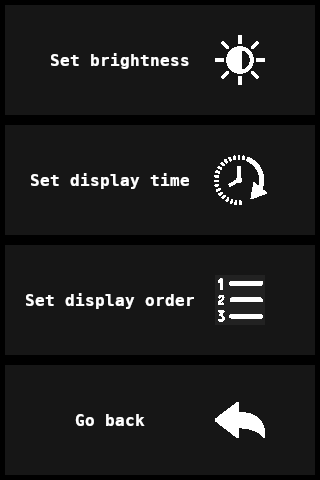 Set brightness
Set display time
Set display order
1
2
3
Go back